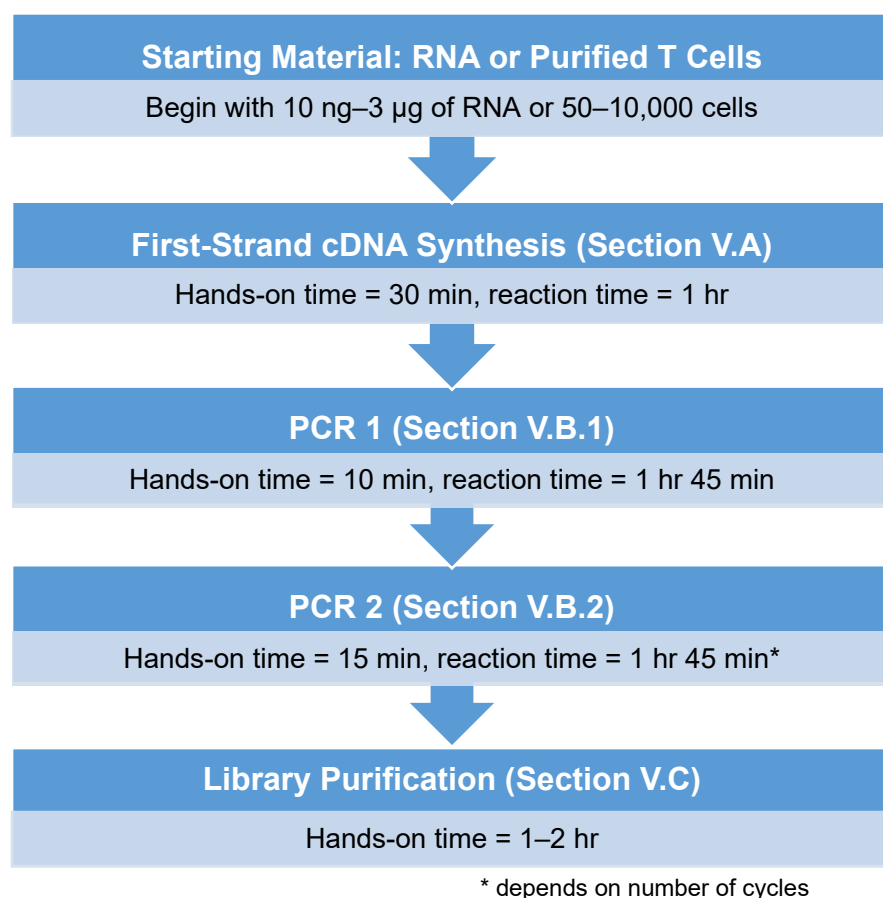 Starting Material: RNA or Purified T Cells
Begin with 10 ng–3 µg of RNA or 50–10,000 cells
First-Strand cDNA Synthesis (Section V.A)
Hands-on time = 30 min, reaction time = 1 hr
PCR 1 (Section V.B.1)
Hands-on time = 10 min, reaction time = 1 hr 45 min
PCR 2 (Section V.B.2)
Hands-on time = 15 min, reaction time = 1 hr 45 min*
Library Purification (Section V.C)
Hands-on time = 1–2 hr
* depends on number of cycles